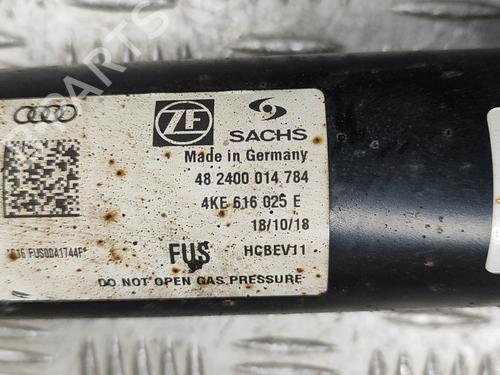 ZF
SACHS
Made in Germany
48 2400 014 784
4KE 616 025 E
18/10/18
FUS HCBEV11
DO NOT OPEN GAS PRESSURE